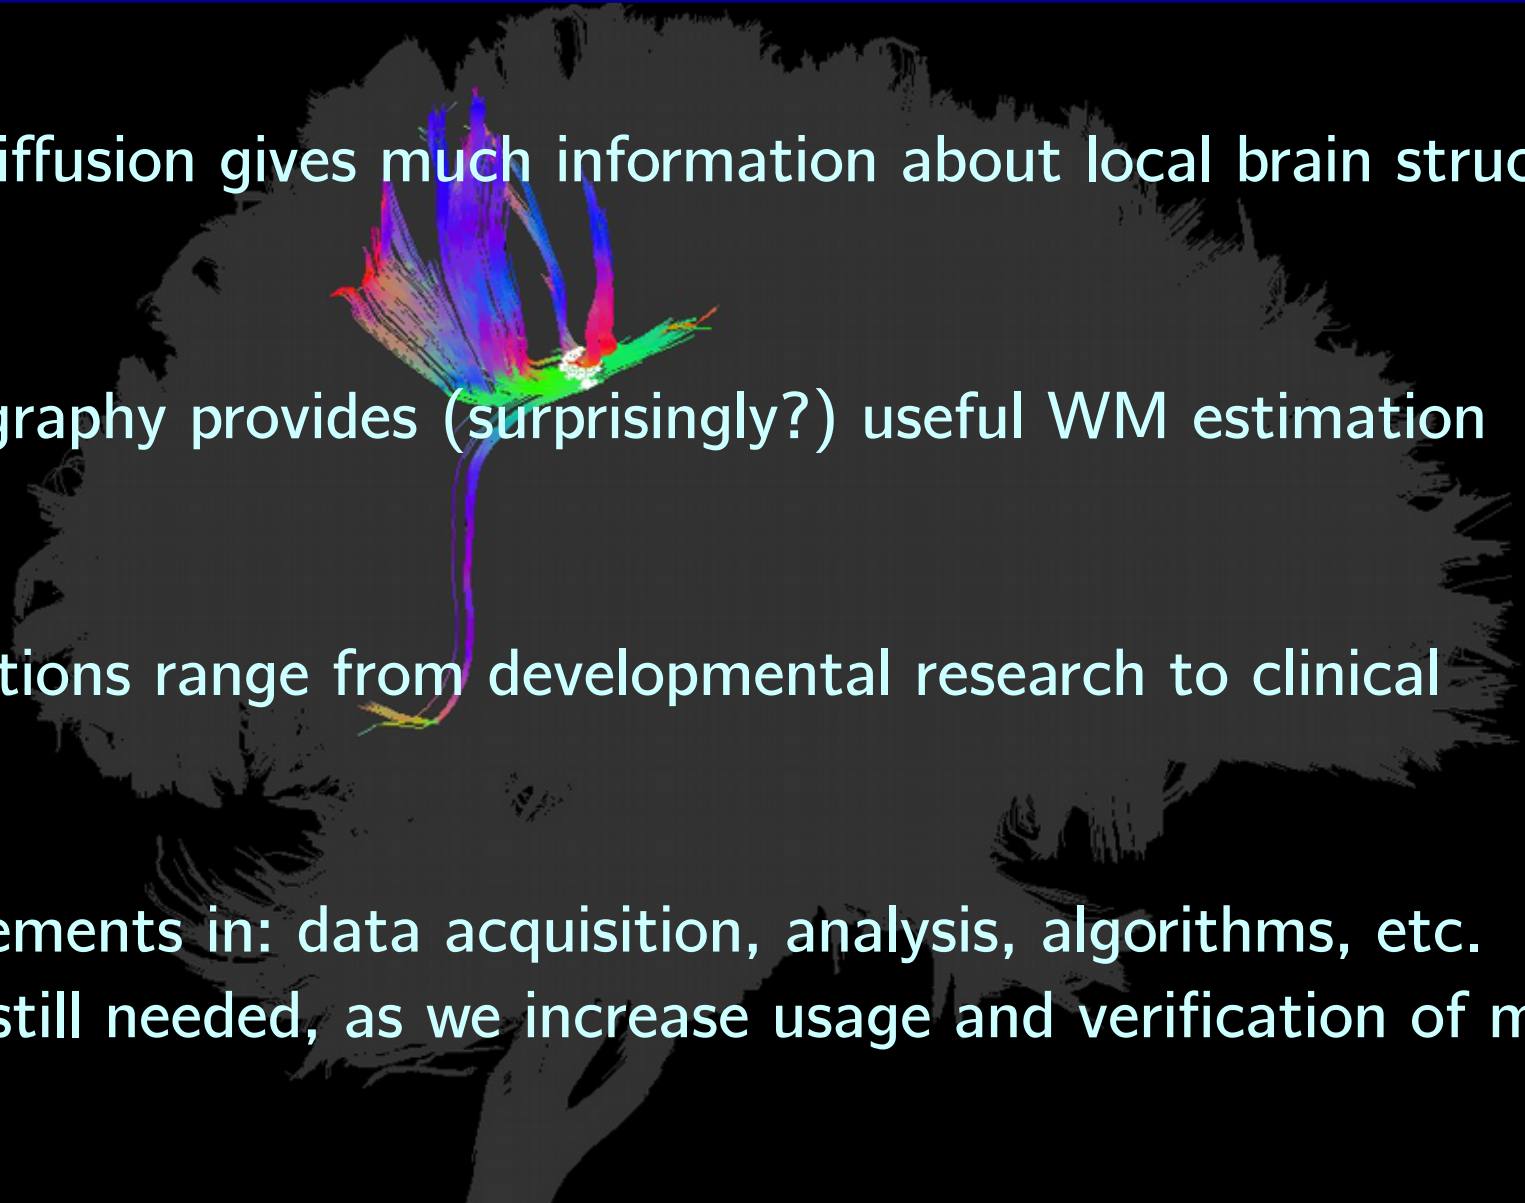 iffusion gives much information about local brain struc
graphy provides (surprisingly?) useful WM estimation
tions range from developmental research to clinical
ements in: data acquisition, analysis, algorithms, etc.
still needed, as we increase usage and verification of m